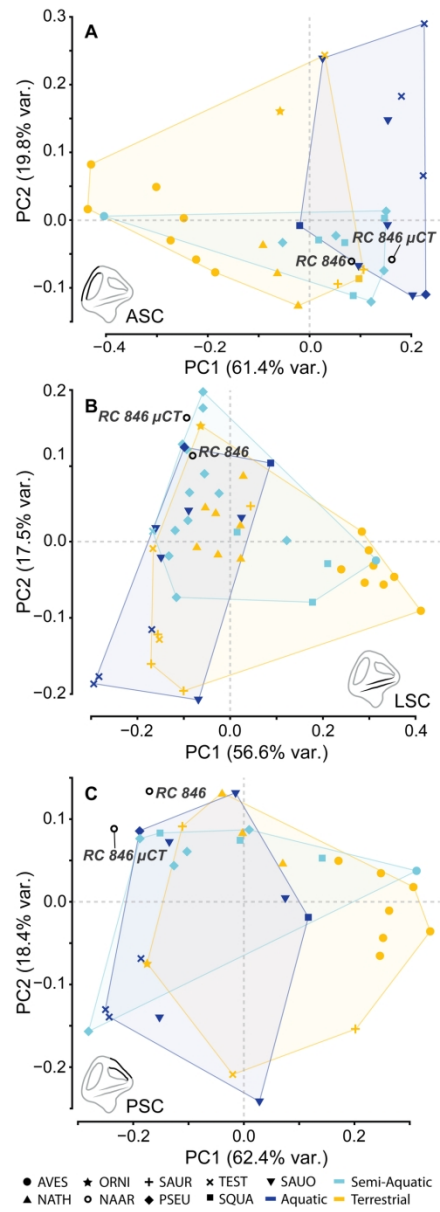 A
0.3
0.2
0.1
0.0
-0.1
PC2 (19.8% var.)
RC 846 µCT
RC 846
ASC
-0.4 -0.2 0.0 0.2
PC1 (61.4% var.)
B
0.2
0.1
0.0
-0.1
-0.2
PC2 (17.5% var.)
RC 846 µCT
RC 846
LSC
-0.2 0.0 0.2 0.4
PC1 (56.6% var.)
C
0.1
0.0
-0.1
-0.2
PC2 (18.4% var.)
RC 846
RC 846 µCT
PSC
-0.2 0.0 0.2
PC1 (62.4% var.)
AVES ORNI SAUR TEST SAUO Semi-Aquatic
NATH NAAR PSEU SQUA Aquatic Terrestrial